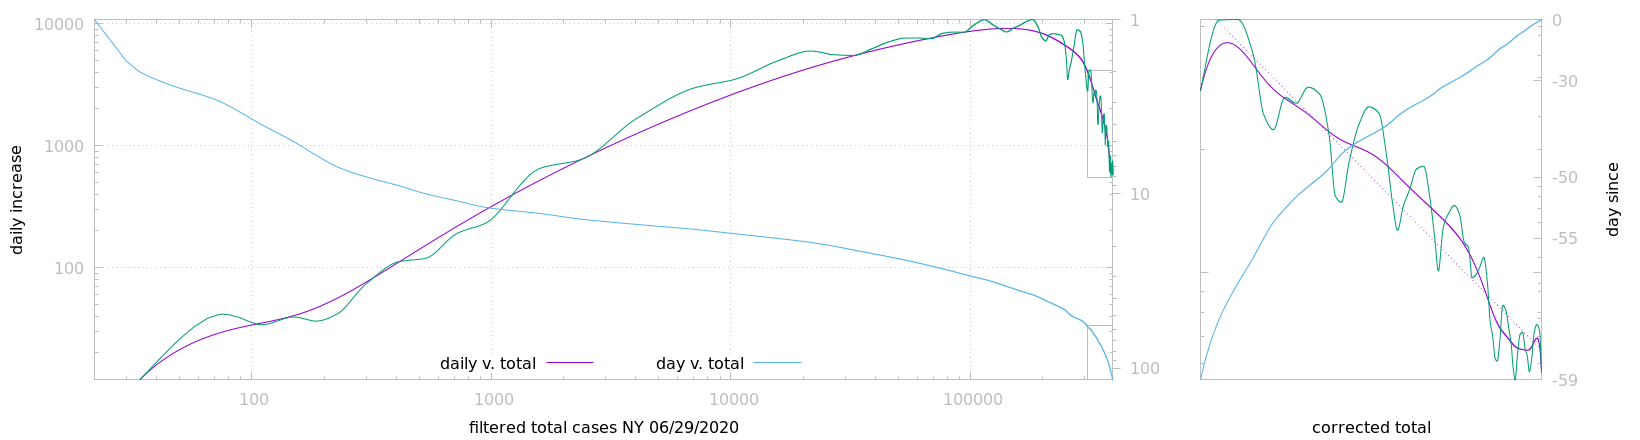 10000
1000
100
daily increase
1
10
100
daily v. total
day v. total
100
1000
10000
100000
filtered total cases NY 06/29/2020
0
-30
-50
-55
-59
day since
corrected total